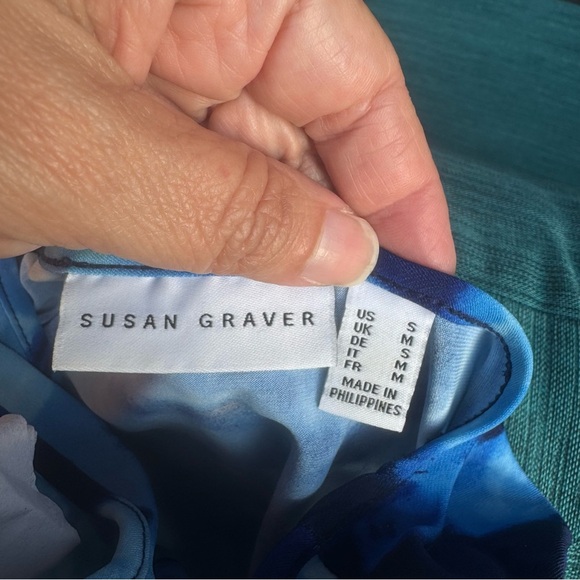 SUSAN GRAVER
US S
UK M
DE S
IT M
FR M
MADE IN
PHILIPPINES